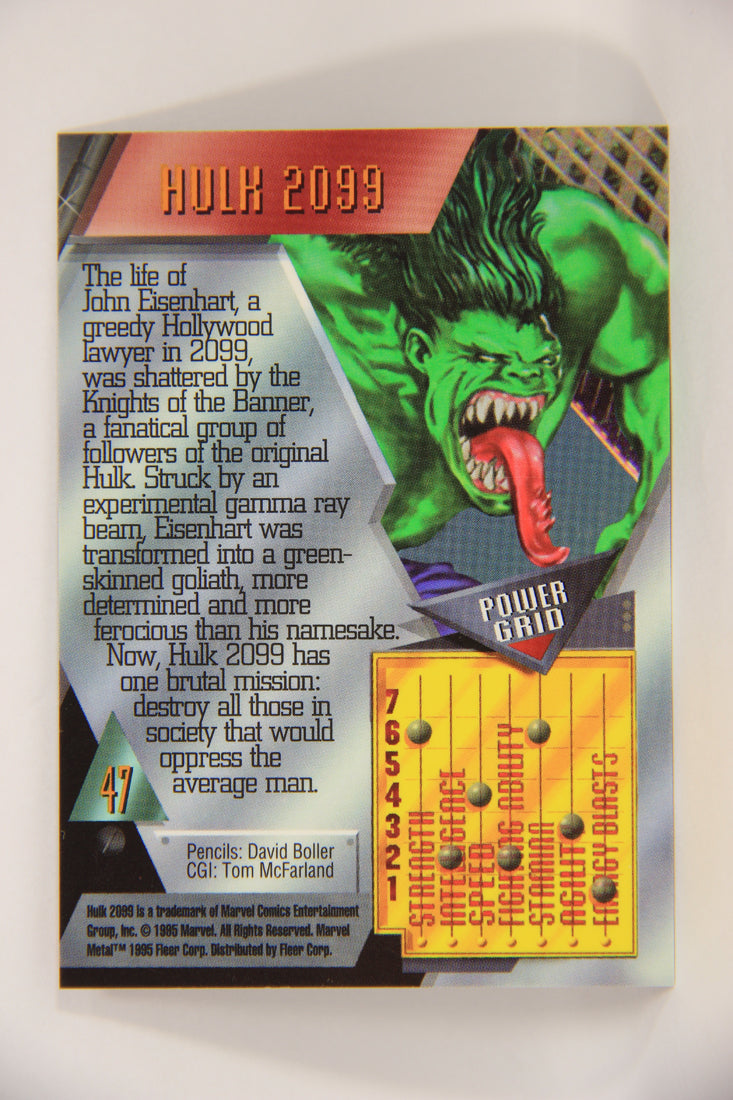 HULK 2099
The life of
John Eisenhart, a
greedy Hollywood
lawyer in 2099,
was shattered by the
Knights of the Banner,
a fanatical group of
followers of the original
Hulk. Struck by an
experimental gamma ray
beam, Eisenhart was
transformed into a green-
skinned goliath, more
determined and more
ferocious than his namesake.
Now, Hulk 2099 has
one brutal mission:
destroy all those in
society that would
oppress the
average man.
47
Pencils: David Boller
CGI: Tom McFarland
Hulk 2099 is a trademark of Marvel Comics Entertainment
Group, Inc. © 1995 Marvel. All Rights Reserved. Marvel
Metal™ 1995 Fleer Corp. Distributed by Fleer Corp.
POWER
GRID
7
6
5
4
3
2
1
STRENGTH
INTELLIGENCE
SPEED
FIGHTING ABILITY
STAMINA
AGILITY
ENERGY BLASTS